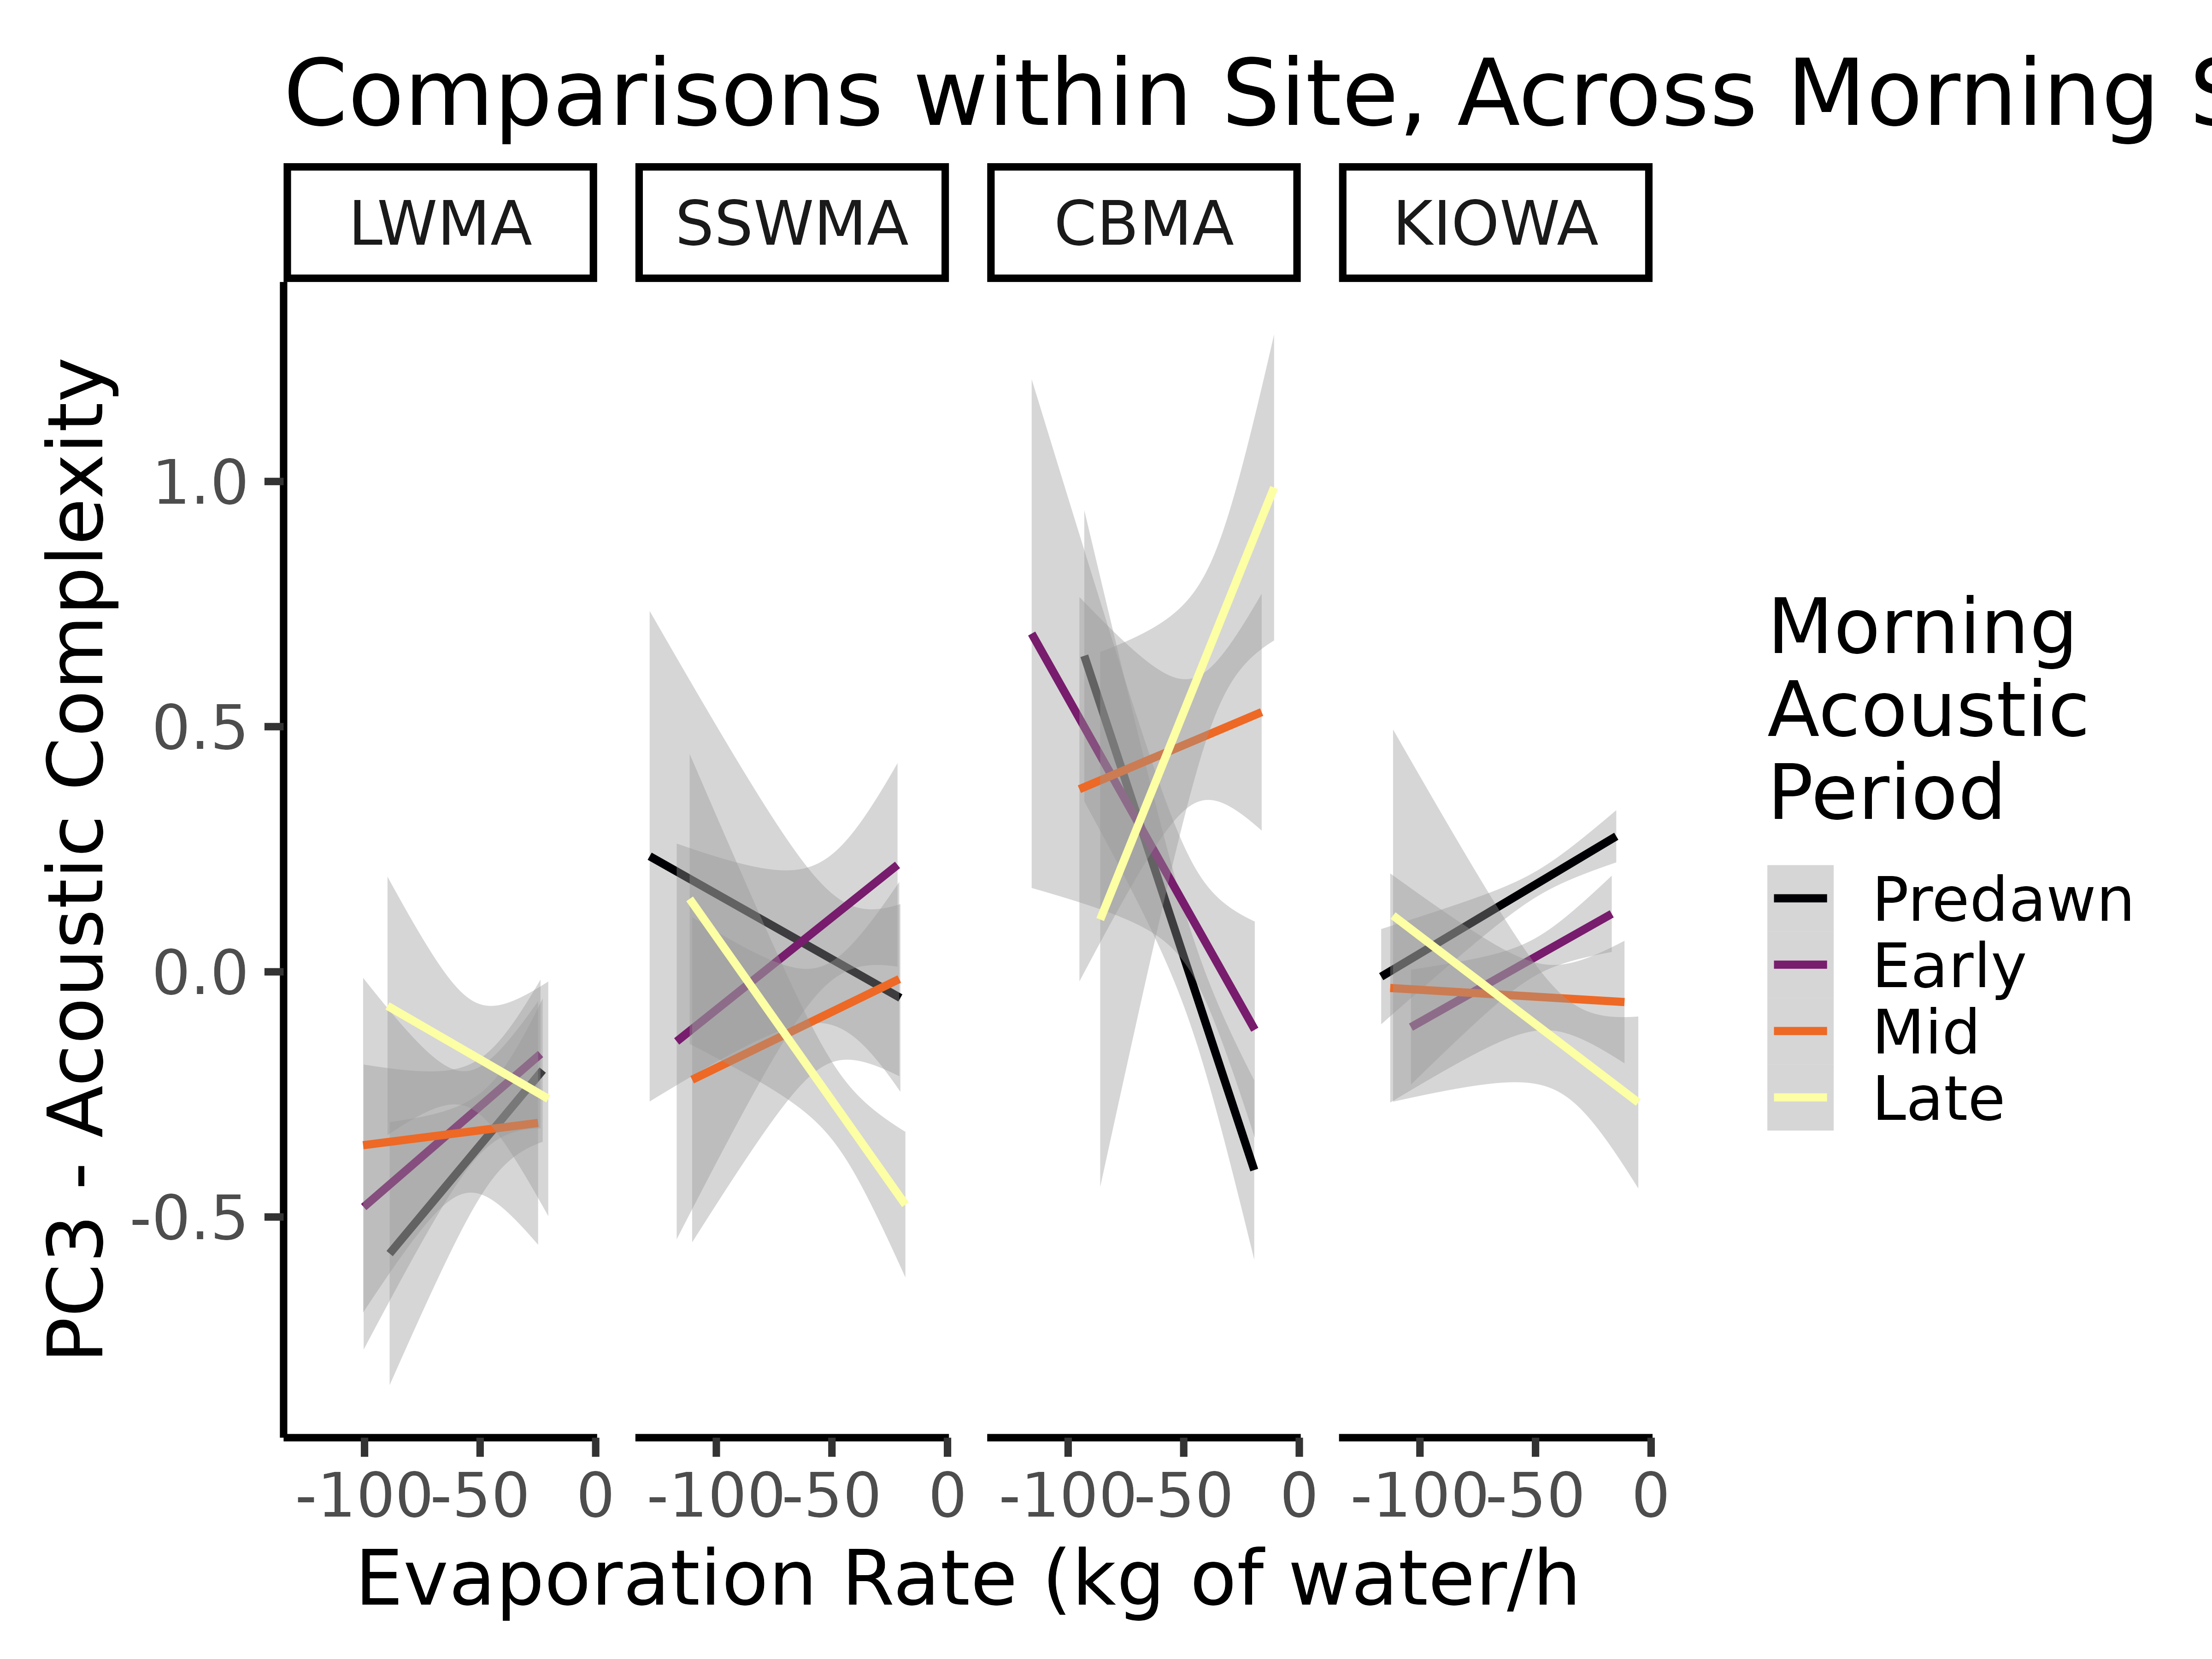 Comparisons within Site, Across Morning S
LWMA SSWMA CBMA KIOWA
PC3 - Acoustic Complexity
1.0
0.5
0.0
-0.5
-100 -50 0 -100 -50 0 -100 -50 0 -100 -50 0
Evaporation Rate (kg of water/h
Morning
Acoustic
Period
Predawn
Early
Mid
Late